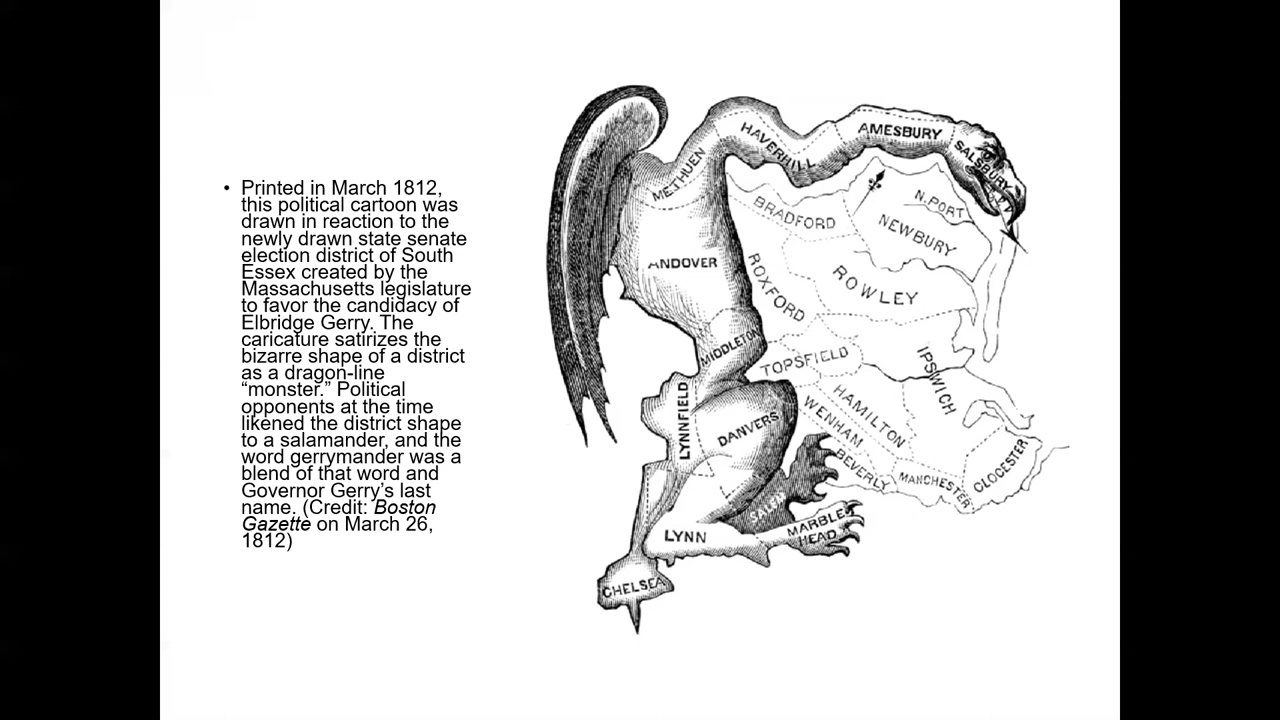 • Printed in March 1812,
this political cartoon was
drawn in reaction to the
newly drawn state senate
election district of South
Essex created by the
Massachusetts legislature
to favor the candidacy of
Elbridge Gerry. The
caricature satirizes the
bizarre shape of a district
as a dragon-line
“monster.” Political
opponents at the time
likened the district shape
to a salamander, and the
word gerrymander was a
blend of that word and
Governor Gerry’s last
name. (Credit: Boston
Gazette on March 26,
1812)
AMESBURY
HAVERHILL
SALSBURY
METHUEN
N. PORT
BRADFORD
NEWBURY
ANDOVER
ROXFORD
ROWLEY
MIDDLETON
TOPSFIELD
IPSWICH
LYNNFIELD
DANVERS
WENHAM
HAMILTON
BEVERLY
MANCHESTER
CLOCESTER
SALEM
LYNN
MARBLE
HEAD
CHELSEA